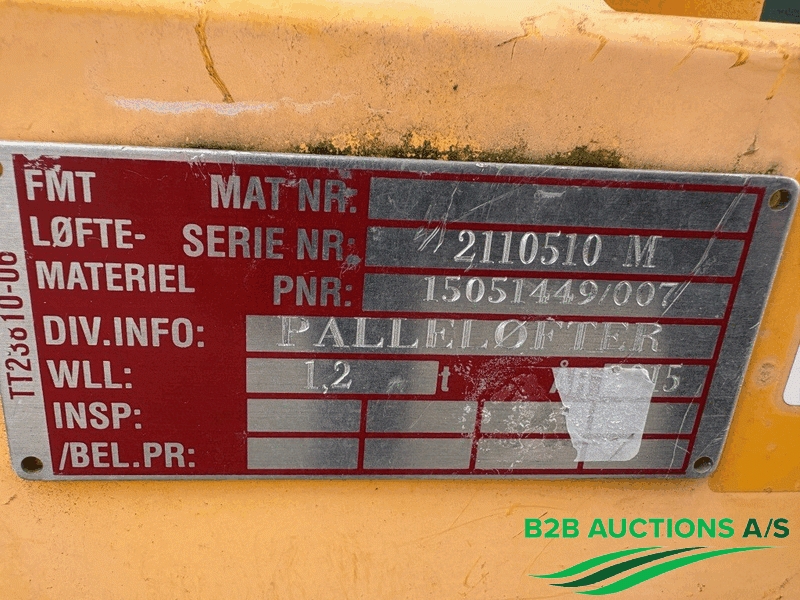 FMT MAT NR.
LØFTE- SERIE NR: 2110510 M
MATERIEL PNR: 15051449/007
DIV.INFO: PALLELØFTER
WLL: 1,2 t
INSP:
/BEL.PR:
TT23610-06
B2B AUCTIONS A/S